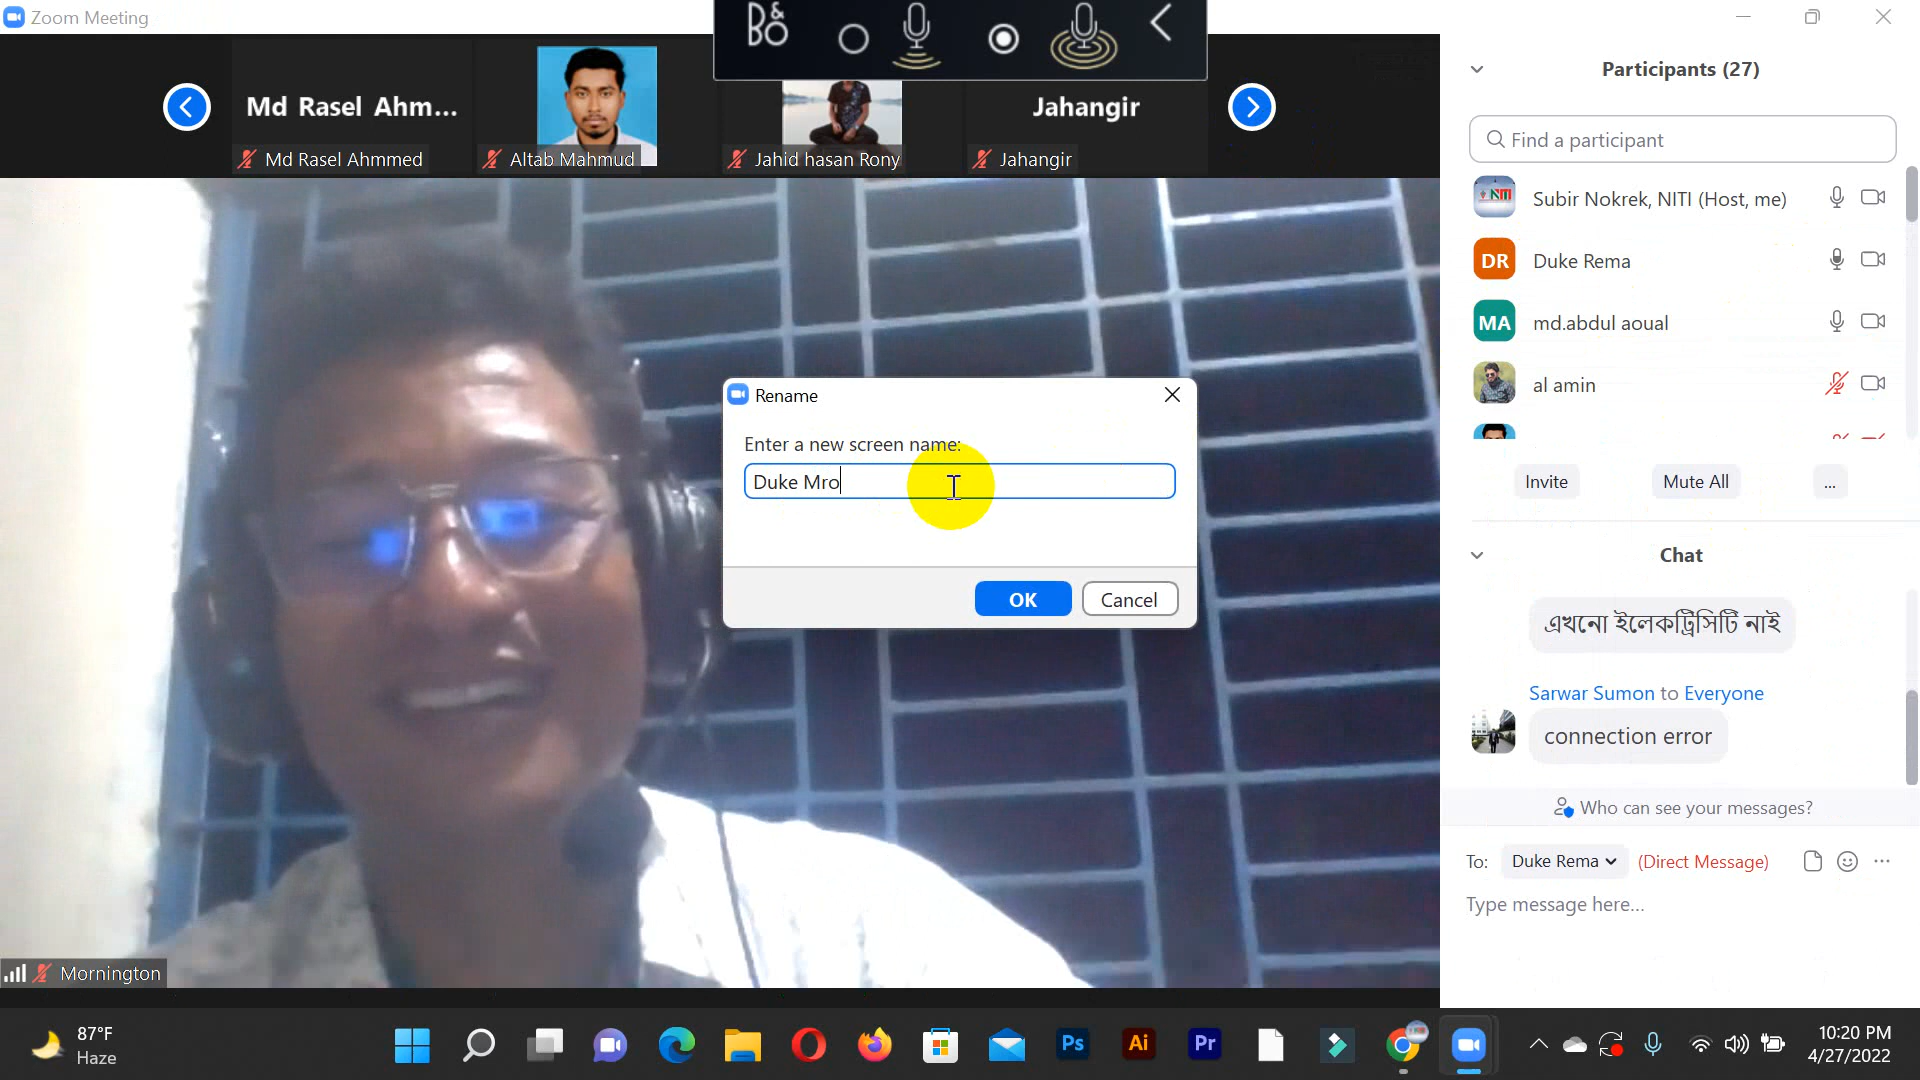 Zoom Meeting
B&O
Md Rasel Ahm...
Jahangir
Md Rasel Ahmmed
Altab Mahmud
Jahid hasan Rony
Jahangir
Rename
Enter a new screen name:
Duke Mro
OK
Cancel
Mornington
Participants (27)
Find a participant
NITI
Subir Nokrek, NITI (Host, me)
DR
Duke Rema
MA
md.abdul aoual
al amin
Invite
Mute All
...
Chat
এখনো ইলেকট্রিসিটি নাই
Sarwar Sumon to Everyone
connection error
Who can see your messages?
To: Duke Rema (Direct Message)
Type message here...
87°F
Haze
Ps
Ai
Pr
10:20 PM
4/27/2022